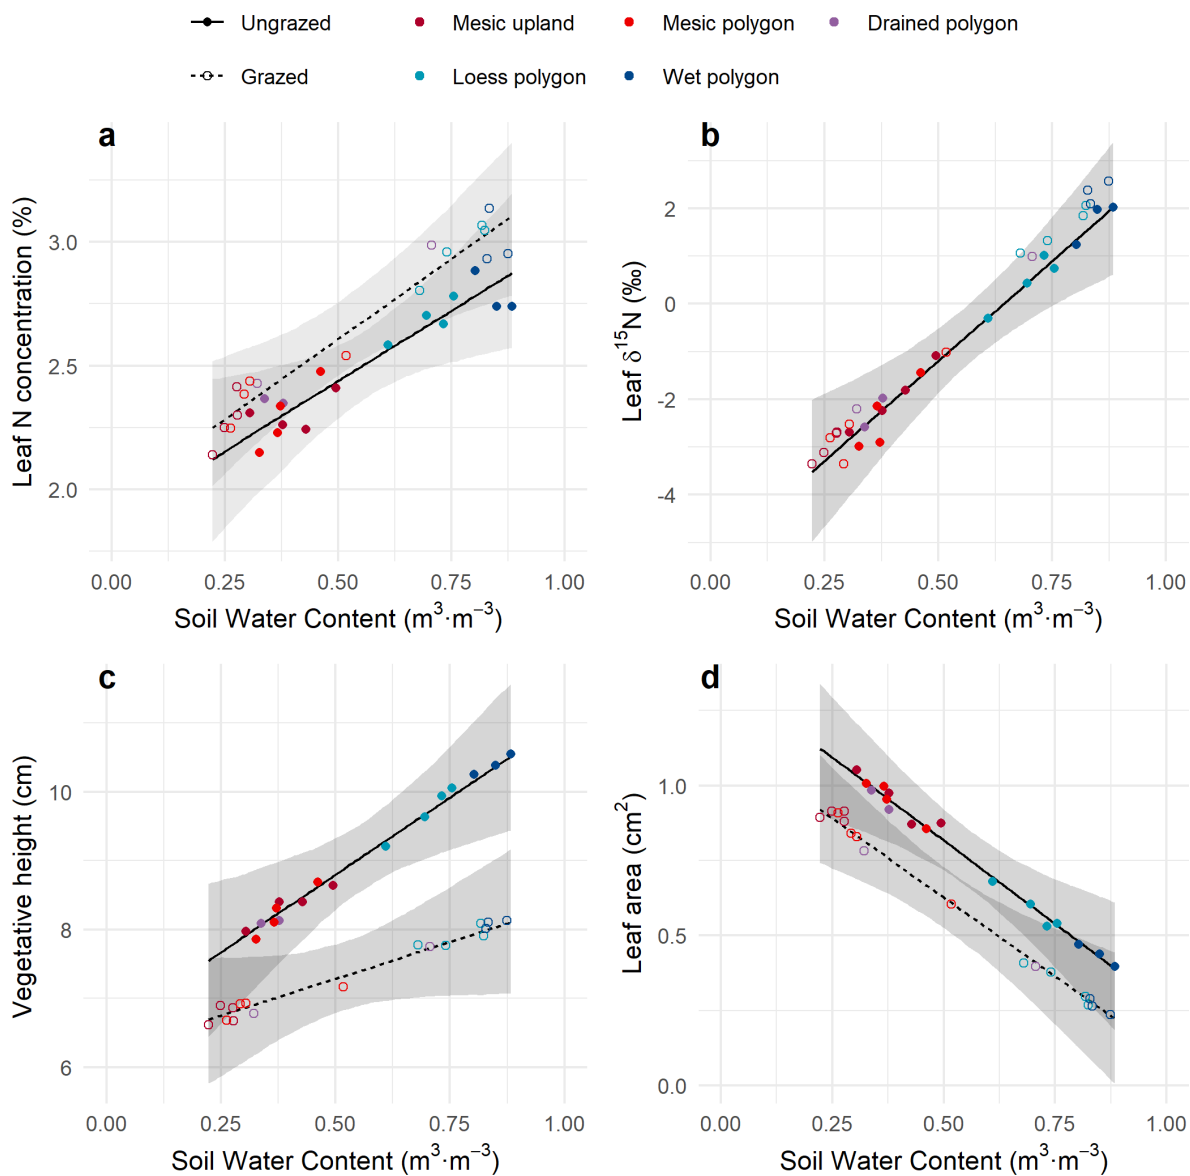 Ungrazed Mesic upland Mesic polygon Drained polygon
Grazed Loess polygon Wet polygon
a
Leaf N concentration (%)
3.0
2.5
2.0
0.00 0.25 0.50 0.75 1.00
Soil Water Content (m³·m⁻³)
b
Leaf δ¹⁵N (‰)
2
0
-2
-4
0.00 0.25 0.50 0.75 1.00
Soil Water Content (m³·m⁻³)
c
Vegetative height (cm)
10
8
6
0.00 0.25 0.50 0.75 1.00
Soil Water Content (m³·m⁻³)
d
Leaf area (cm²)
1.0
0.5
0.0
0.00 0.25 0.50 0.75 1.00
Soil Water Content (m³·m⁻³)